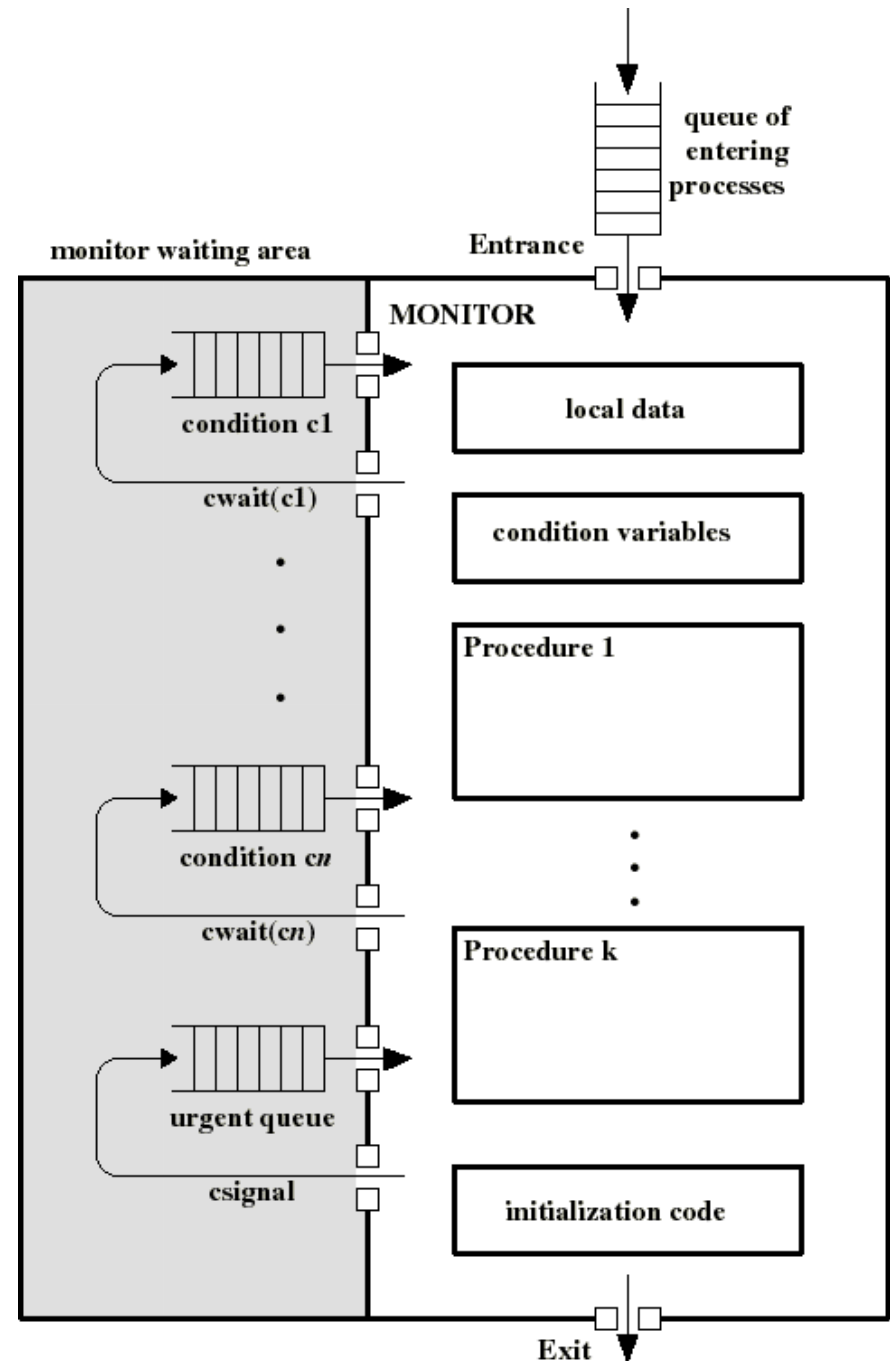 queue of
entering
processes
Entrance
monitor waiting area
MONITOR
condition c1
cwait(c1)
local data
condition variables
Procedure 1
condition cn
cwait(cn)
Procedure k
urgent queue
csignal
initialization code
Exit